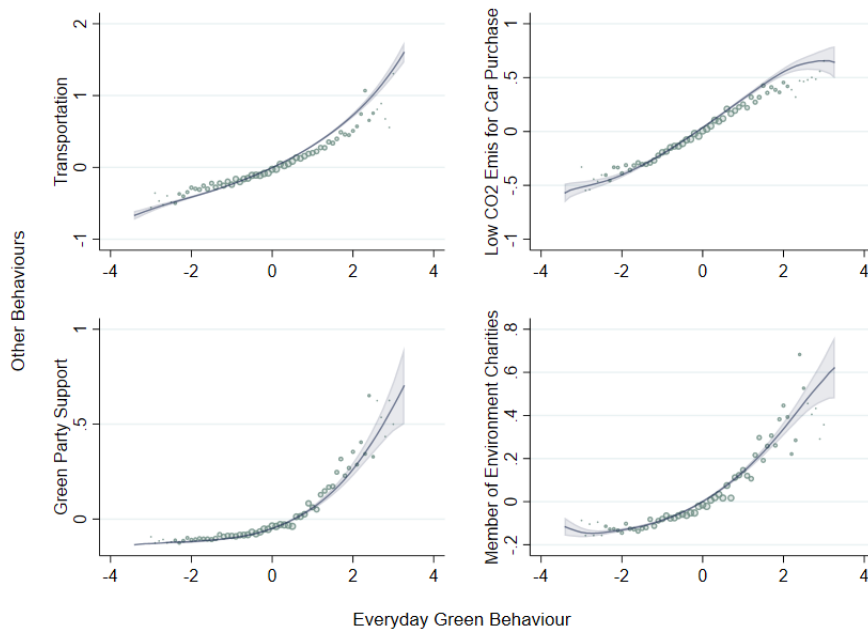 Other Behaviours
Transportation
2
1
0
-1
-4 -2 0 2 4
Low CO2 Emis for Car Purchase
1
.5
0
-.5
-1
-4 -2 0 2 4
Green Party Support
1
.5
0
-4 -2 0 2 4
Member of Environment Charities
.8
.6
.4
.2
0
-.2
-4 -2 0 2 4
Everyday Green Behaviour